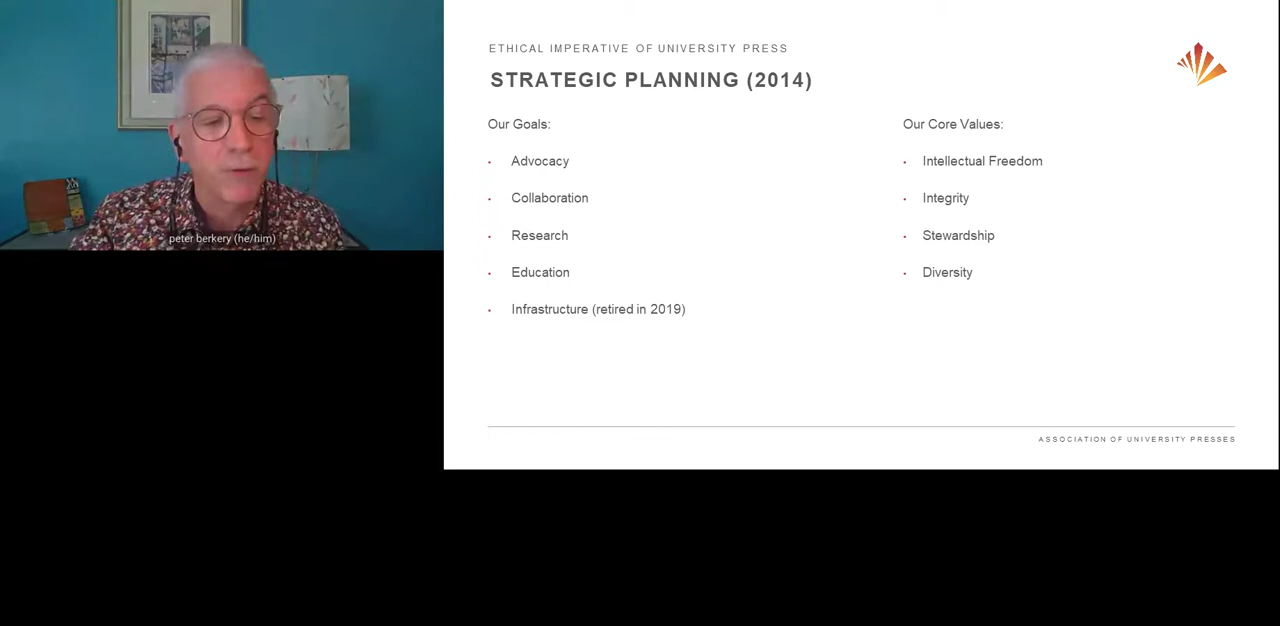 peter berkery (he/him)
ETHICAL IMPERATIVE OF UNIVERSITY PRESS
STRATEGIC PLANNING (2014)
Our Goals:
• Advocacy
• Collaboration
• Research
• Education
• Infrastructure (retired in 2019)
Our Core Values:
• Intellectual Freedom
• Integrity
• Stewardship
• Diversity
ASSOCIATION OF UNIVERSITY PRESSES